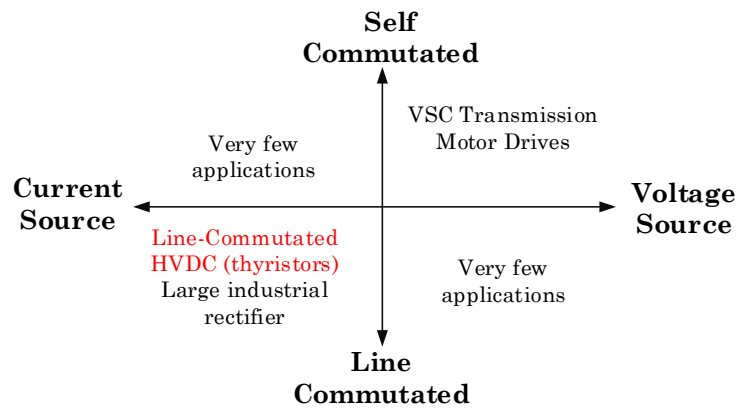 Self
Commutated
VSC Transmission
Motor Drives
Very few
applications
Current
Source
Voltage
Source
Line-Commutated
HVDC (thyristors)
Large industrial
rectifier
Very few
applications
Line
Commutated